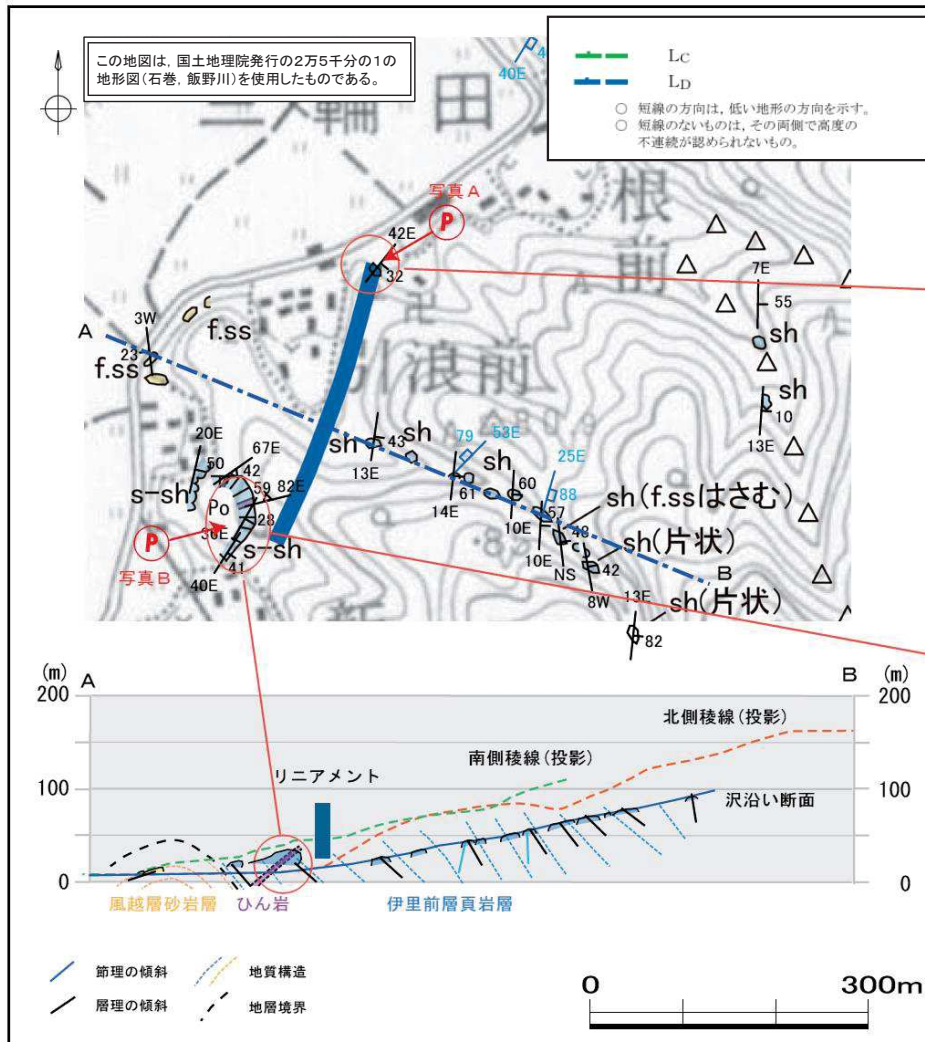 この地図は，国土地理院発行の２万５千分の１の
地形図（石巻，飯野川）を使用したものである。
40E
LC
LD
○ 短線の方向は，低い地形の方向を示す。
○ 短線のないものは，その両側で高度の
不連続が認められないもの。
輪
田
根
前
引浪前
写真A
P
42E
32
7E
55
sh
sh
10
13E
A
3W
23
f.ss
f.ss
20E
50
67E
42
59
82E
Po
28
s-sh
s-sh
36E
41
40E
P
写真B
sh
43
13E
sh
79
53E
61
14E
sh
60
10E
25E
88
57
10E
sh（f.ssはさむ）
48
NS
sh（片状）
42
8W
B
13E
sh（片状）
82
(m)
A
B
(m)
200
200
北側稜線（投影）
南側稜線（投影）
リニアメント
100
100
沢沿い断面
0
0
風越層砂岩層
ひん岩
伊里前層頁岩層
節理の傾斜
地質構造
層理の傾斜
地層境界
0
300m